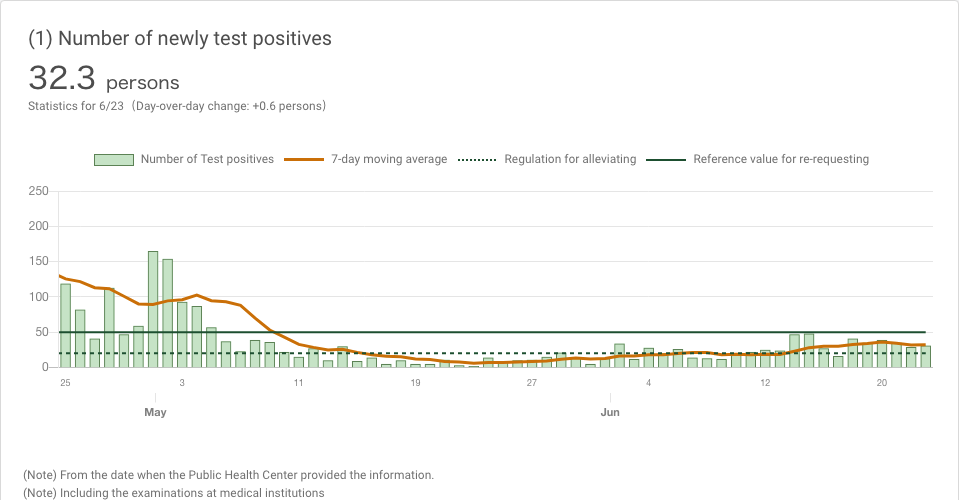 (1) Number of newly test positives
32.3 persons
Statistics for 6/23 (Day-over-day change: +0.6 persons)
Number of Test positives 7-day moving average Regulation for alleviating Reference value for re-requesting
250
200
150
100
50
0
25 3 11 19 27 4 12 20
May Jun
(Note) From the date when the Public Health Center provided the information.
(Note) Including the examinations at medical institutions